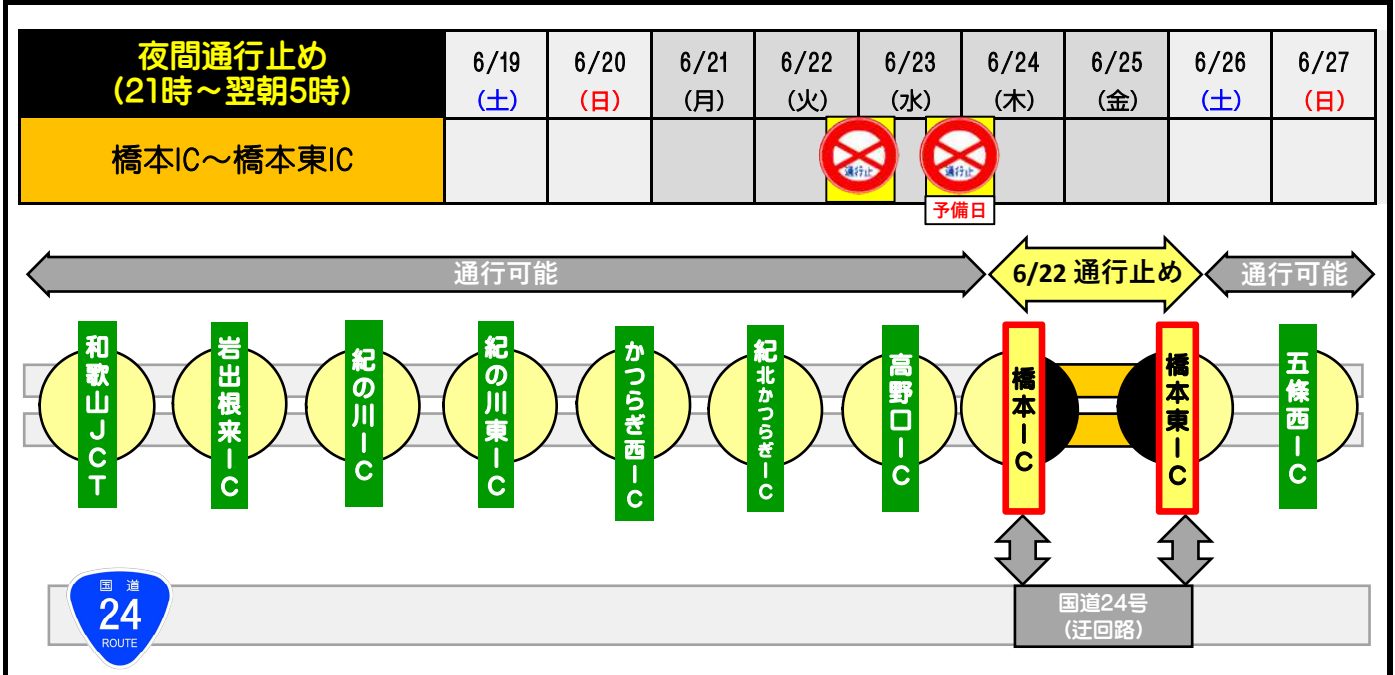 夜間通行止め
(21時～翌朝5時)
6/19
(土)
6/20
(日)
6/21
(月)
6/22
(火)
6/23
(水)
6/24
(木)
6/25
(金)
6/26
(土)
6/27
(日)
橋本IC～橋本東IC
通行止
通行止
予備日
通行可能
6/22 通行止め
通行可能
和歌山JCT
岩出根来IC
紀の川IC
紀の川東IC
かつらぎ西IC
紀北かつらぎIC
高野口IC
橋本IC
橋本東IC
五條西IC
国道
24
ROUTE
国道24号
(迂回路)